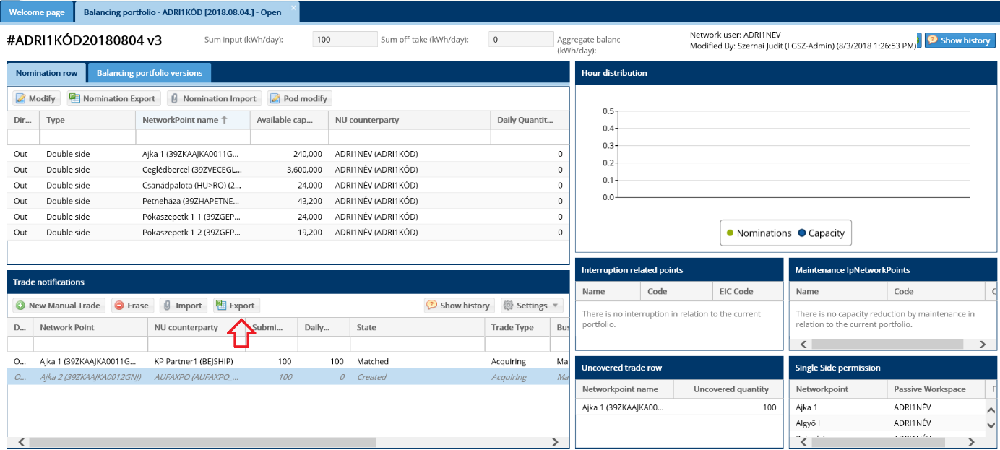 Welcome page
Balancing portfolio - ADRI1KÓD [2018.08.04.] - Open
#ADRI1KÓD20180804 v3
Sum input (kWh/day):
100
Sum off-take (kWh/day):
0
Aggregate balanc
(kWh/day):
Network user: ADRI1NEV
Modified By: Szernai Judit (FGSZ-Admin) (8/3/2018 1:26:53 PM)
Show history
Nomination row
Balancing portfolio versions
Modify
Nomination Export
Nomination Import
Pod modify
Dir... Type NetworkPoint name Available cap... NU counterparty Daily Quantit...
Out Double side Ajka 1 (39ZKAAJKA0011G... 240,000 ADRI1NÉV (ADRI1KÓD) 0
Out Double side Ceglédbercel (39ZVECEGL... 3,600,000 ADRI1NÉV (ADRI1KÓD) 0
Out Double side Csanádpalota (HU>RO) (2... 24,000 ADRI1NÉV (ADRI1KÓD) 0
Out Double side Petneháza (39ZHAPETNE... 43,200 ADRI1NÉV (ADRI1KÓD) 0
Out Double side Pókaszepetk 1-1 (39ZGEP... 24,000 ADRI1NÉV (ADRI1KÓD) 0
Out Double side Pókaszepetk 1-2 (39ZGEP... 19,200 ADRI1NÉV (ADRI1KÓD) 0
Trade notifications
New Manual Trade
Erase
Import
Export
Show history
Settings
D... Network Point NU counterparty Submi... Daily... State Trade Type Bus
O... Ajka 1 (39ZKAAJKA0011G... KP Partner1 (BEJSHIP) 100 100 Matched Acquiring Mar
O... Ajka 2 (39ZKAAJKA0012GNJ) AUFAXPO (AUFAXPO_... 100 0 Created Acquiring Ma
Hour distribution
0.5
0.4
0.3
0.2
0.1
0.0
Nominations
Capacity
Interruption related points
Name Code EIC Code
There is no interruption in relation to the current
portfolio.
Maintenance IpNetworkPoints
Name Code
There is no capacity reduction by maintenance in
relation to the current portfolio.
Uncovered trade row
Networkpoint name Uncovered quantity
Ajka 1 (39ZKAAJKA00... 100
Single Side permission
Networkpoint Passive Workspace F
Ajka 1 ADRI1NÉV
Algyő I ADRI1NÉV